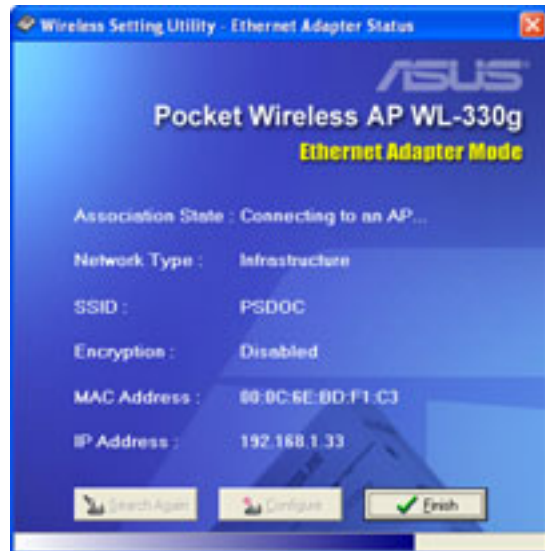 Wireless Setting Utility - Ethernet Adapter Status
ASUS
Pocket Wireless AP WL-330g
Ethernet Adapter Mode
Association State : Connecting to an AP...
Network Type : Infrastructure
SSID : PSDOC
Encryption : Disabled
MAC Address : 00:0C:6E:BD:F1:C3
IP Address : 192.168.1.33
Search Again Configure Finish